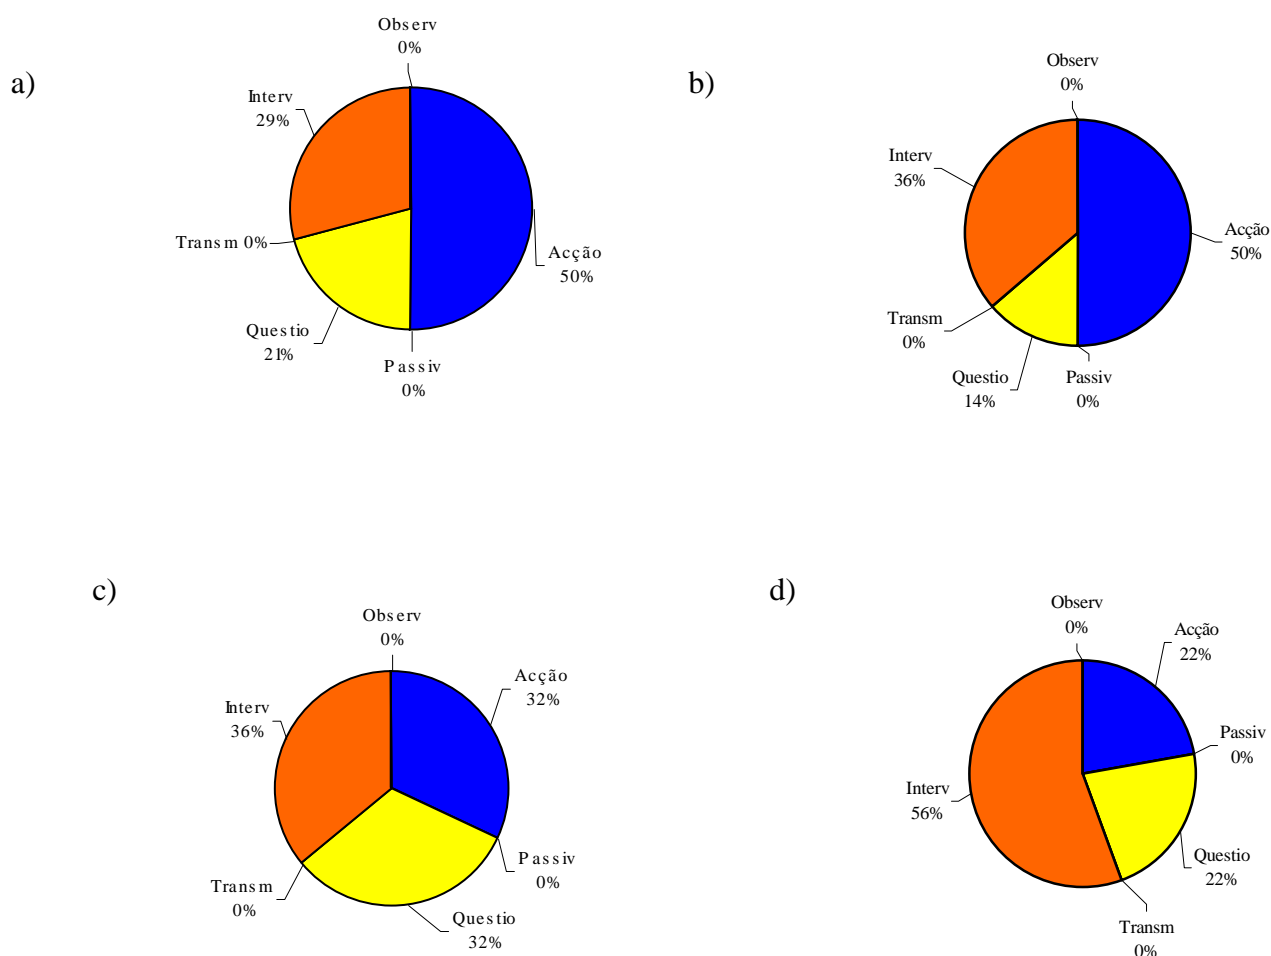 a)
Observ
0%
Interv
29%
Transm 0%
Acção
50%
Questio
21%
Passiv
0%
b)
Observ
0%
Interv
36%
Acção
50%
Transm
0%
Questio
14%
Passiv
0%
c)
Observ
0%
Acção
32%
Interv
36%
Passiv
0%
Transm
0%
Questio
32%
d)
Observ
0%
Acção
22%
Passiv
0%
Interv
56%
Questio
22%
Transm
0%